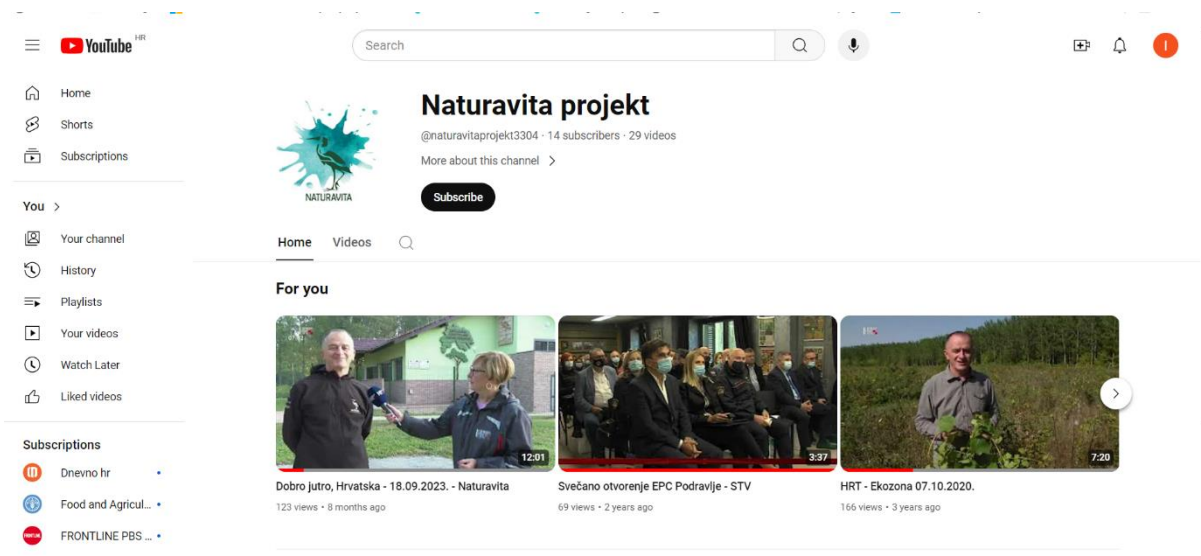 YouTube HR
Search
I
Home
Shorts
Subscriptions
You >
Your channel
History
Playlists
Your videos
Watch Later
Liked videos
Subscriptions
Dnevno hr
Food and Agricul...
FRONTLINE PBS ...
NATURAVITA
Naturavita projekt
@naturavitaprojekt3304 · 14 subscribers · 29 videos
More about this channel >
Subscribe
Home Videos
For you
12:01
3:37
7:20
Dobro jutro, Hrvatska - 18.09.2023. - Naturavita
123 views • 8 months ago
Svečano otvorenje EPC Podravlje - STV
69 views • 2 years ago
HRT - Ekozona 07.10.2020.
166 views • 3 years ago